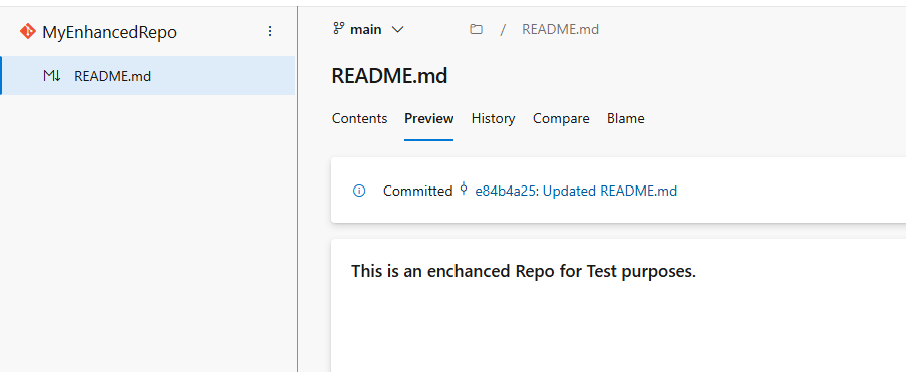 MyEnhancedRepo
README.md
main
/ README.md
README.md
Contents Preview History Compare Blame
Committed e84b4a25: Updated README.md
This is an enchanced Repo for Test purposes.